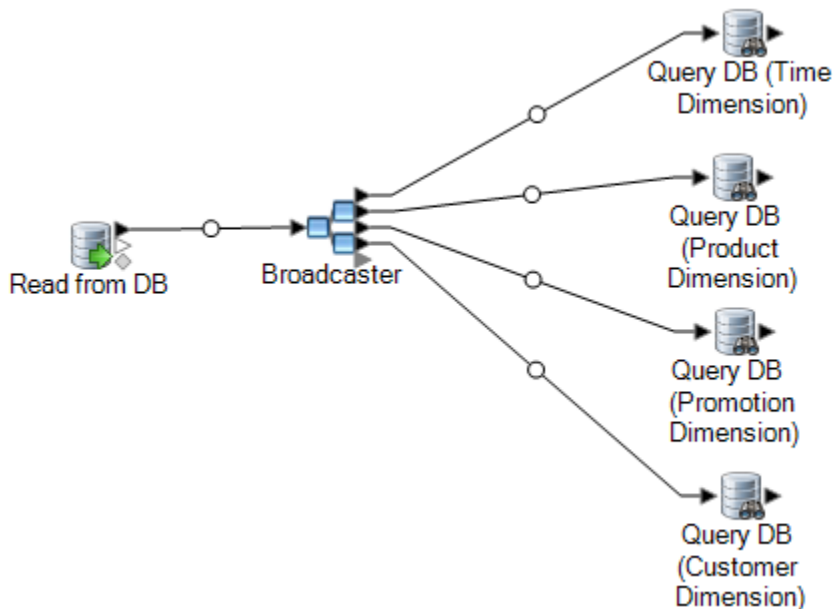 Read from DB
Broadcaster
Query DB (Time
Dimension)
Query DB
(Product
Dimension)
Query DB
(Promotion
Dimension)
Query DB
(Customer
Dimension)